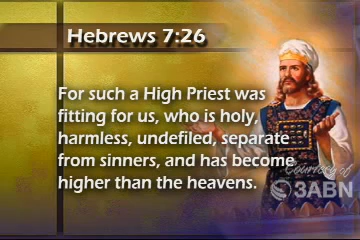 Hebrews 7:26
For such a High Priest was
fitting for us, who is holy,
harmless, undefiled, separate
from sinners, and has become
higher than the heavens.
Courtesy of
3ABN